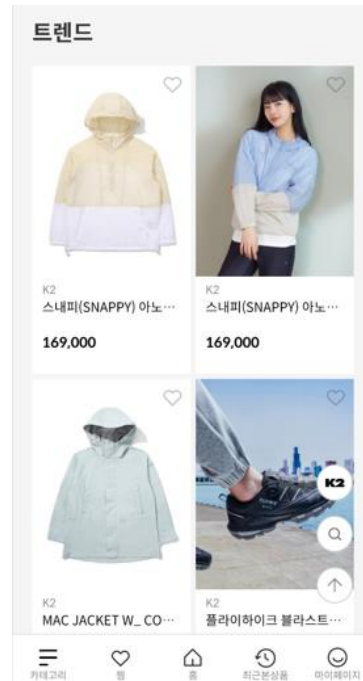 트렌드
K2
스내피(SNAPPY) 아노···
169,000
K2
스내피(SNAPPY) 아노···
169,000
K2
MAC JACKET W_ CO···
K2
플라이하이크 블라스트···
K2
카테고리
찜
홈
최근본상품
마이페이지